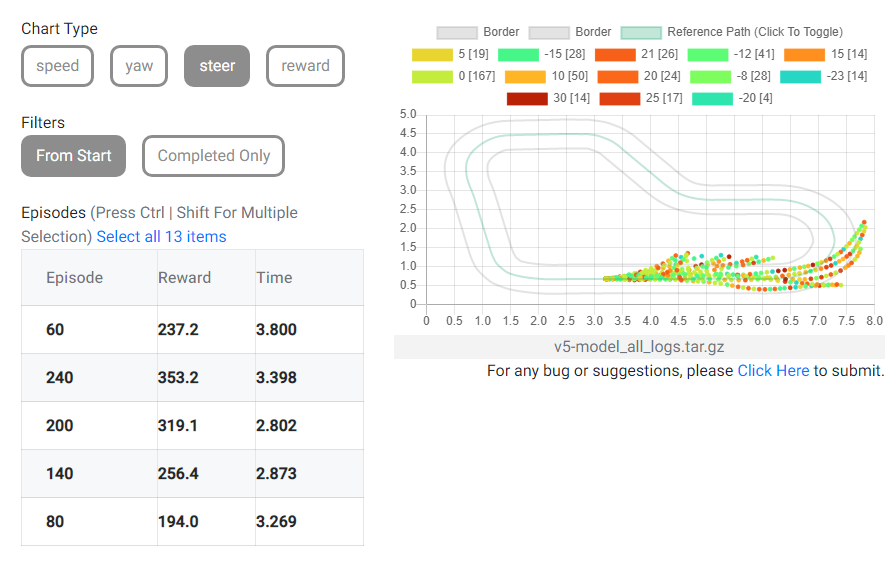 Chart Type
speed yaw steer reward
Filters
From Start Completed Only
Episodes (Press Ctrl | Shift For Multiple
Selection) Select all 13 items
Episode Reward Time
60 237.2 3.800
240 353.2 3.398
200 319.1 2.802
140 256.4 2.873
80 194.0 3.269
Border Border Reference Path (Click To Toggle)
5 [19] -15 [28] 21 [26] -12 [41] 15 [14]
0 [167] 10 [50] 20 [24] -8 [28] -23 [14]
30 [14] 25 [17] -20 [4]
5.0
4.5
4.0
3.5
3.0
2.5
2.0
1.5
1.0
0.5
0
0 0.5 1.0 1.5 2.0 2.5 3.0 3.5 4.0 4.5 5.0 5.5 6.0 6.5 7.0 7.5 8.0
v5-model_all_logs.tar.gz
For any bug or suggestions, please Click Here to submit.